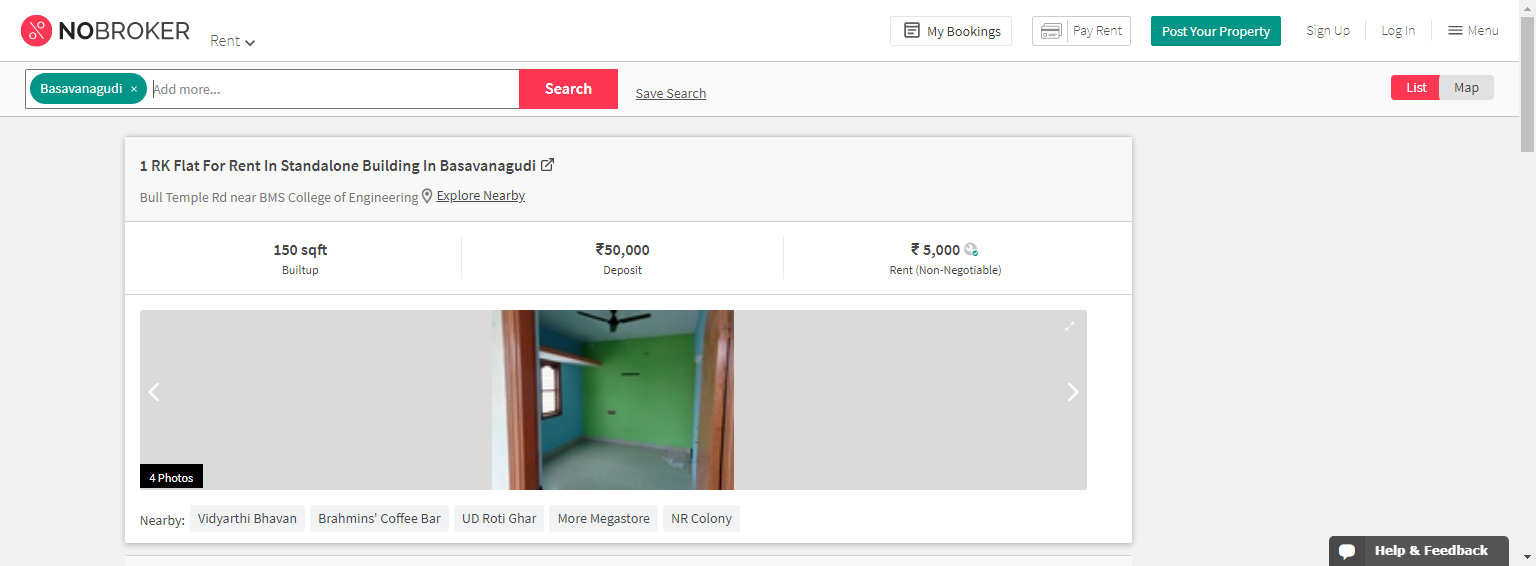 NOBROKER
Rent
My Bookings
Pay Rent
Post Your Property
Sign Up
Log In
Menu
Basavanagudi ×
Add more...
Search
Save Search
List
Map
1 RK Flat For Rent In Standalone Building In Basavanagudi
Bull Temple Rd near BMS College of Engineering
Explore Nearby
150 sqft
Builtup
₹50,000
Deposit
₹ 5,000
Rent (Non-Negotiable)
4 Photos
Nearby:
Vidyarthi Bhavan
Brahmins' Coffee Bar
UD Roti Ghar
More Megastore
NR Colony
Help & Feedback